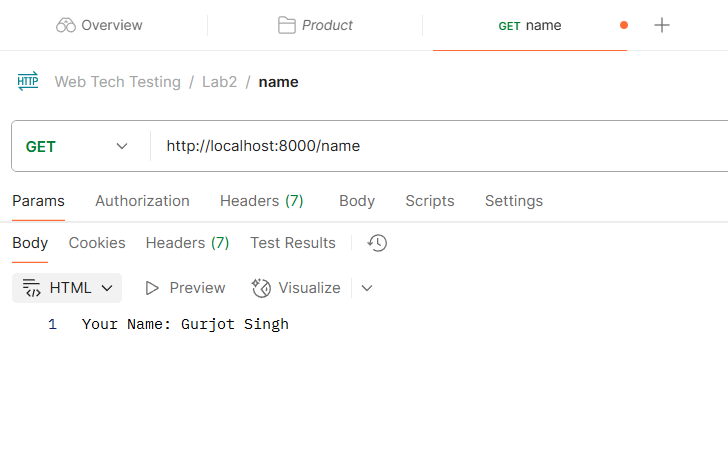 Overview Product GET name
HTTP Web Tech Testing / Lab2 / name
GET http://localhost:8000/name
Params Authorization Headers (7) Body Scripts Settings
Body Cookies Headers (7) Test Results
HTML Preview Visualize
1 Your Name: Gurjot Singh